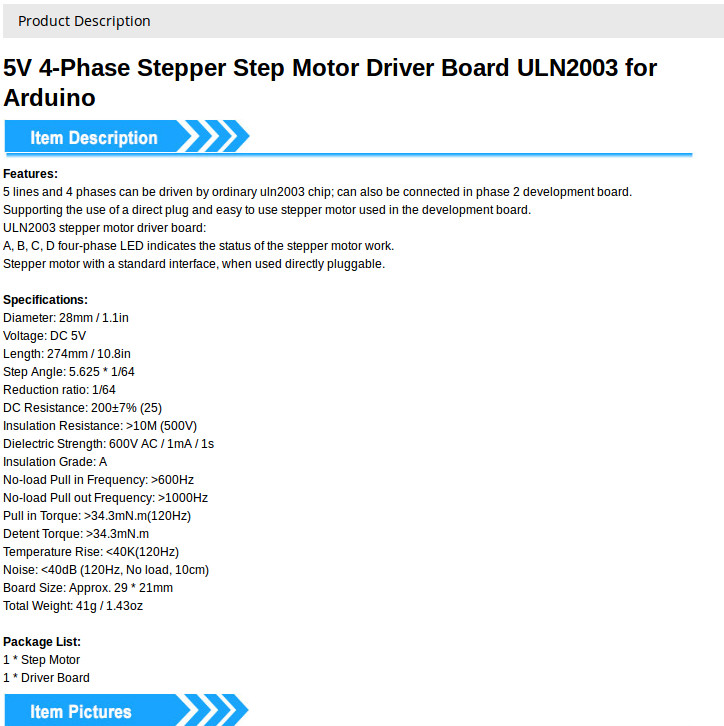 Product Description
5V 4-Phase Stepper Step Motor Driver Board ULN2003 for
Arduino
Item Description
Features:
5 lines and 4 phases can be driven by ordinary uln2003 chip; can also be connected in phase 2 development board.
Supporting the use of a direct plug and easy to use stepper motor used in the development board.
ULN2003 stepper motor driver board:
A, B, C, D four-phase LED indicates the status of the stepper motor work.
Stepper motor with a standard interface, when used directly pluggable.
Specifications:
Diameter: 28mm / 1.1in
Voltage: DC 5V
Length: 274mm / 10.8in
Step Angle: 5.625 * 1/64
Reduction ratio: 1/64
DC Resistance: 200±7% (25)
Insulation Resistance: >10M (500V)
Dielectric Strength: 600V AC / 1mA / 1s
Insulation Grade: A
No-load Pull in Frequency: >600Hz
No-load Pull out Frequency: >1000Hz
Pull in Torque: >34.3mN.m(120Hz)
Detent Torque: >34.3mN.m
Temperature Rise: <40K(120Hz)
Noise: <40dB (120Hz, No load, 10cm)
Board Size: Approx. 29 * 21mm
Total Weight: 41g / 1.43oz
Package List:
1 * Step Motor
1 * Driver Board
Item Pictures